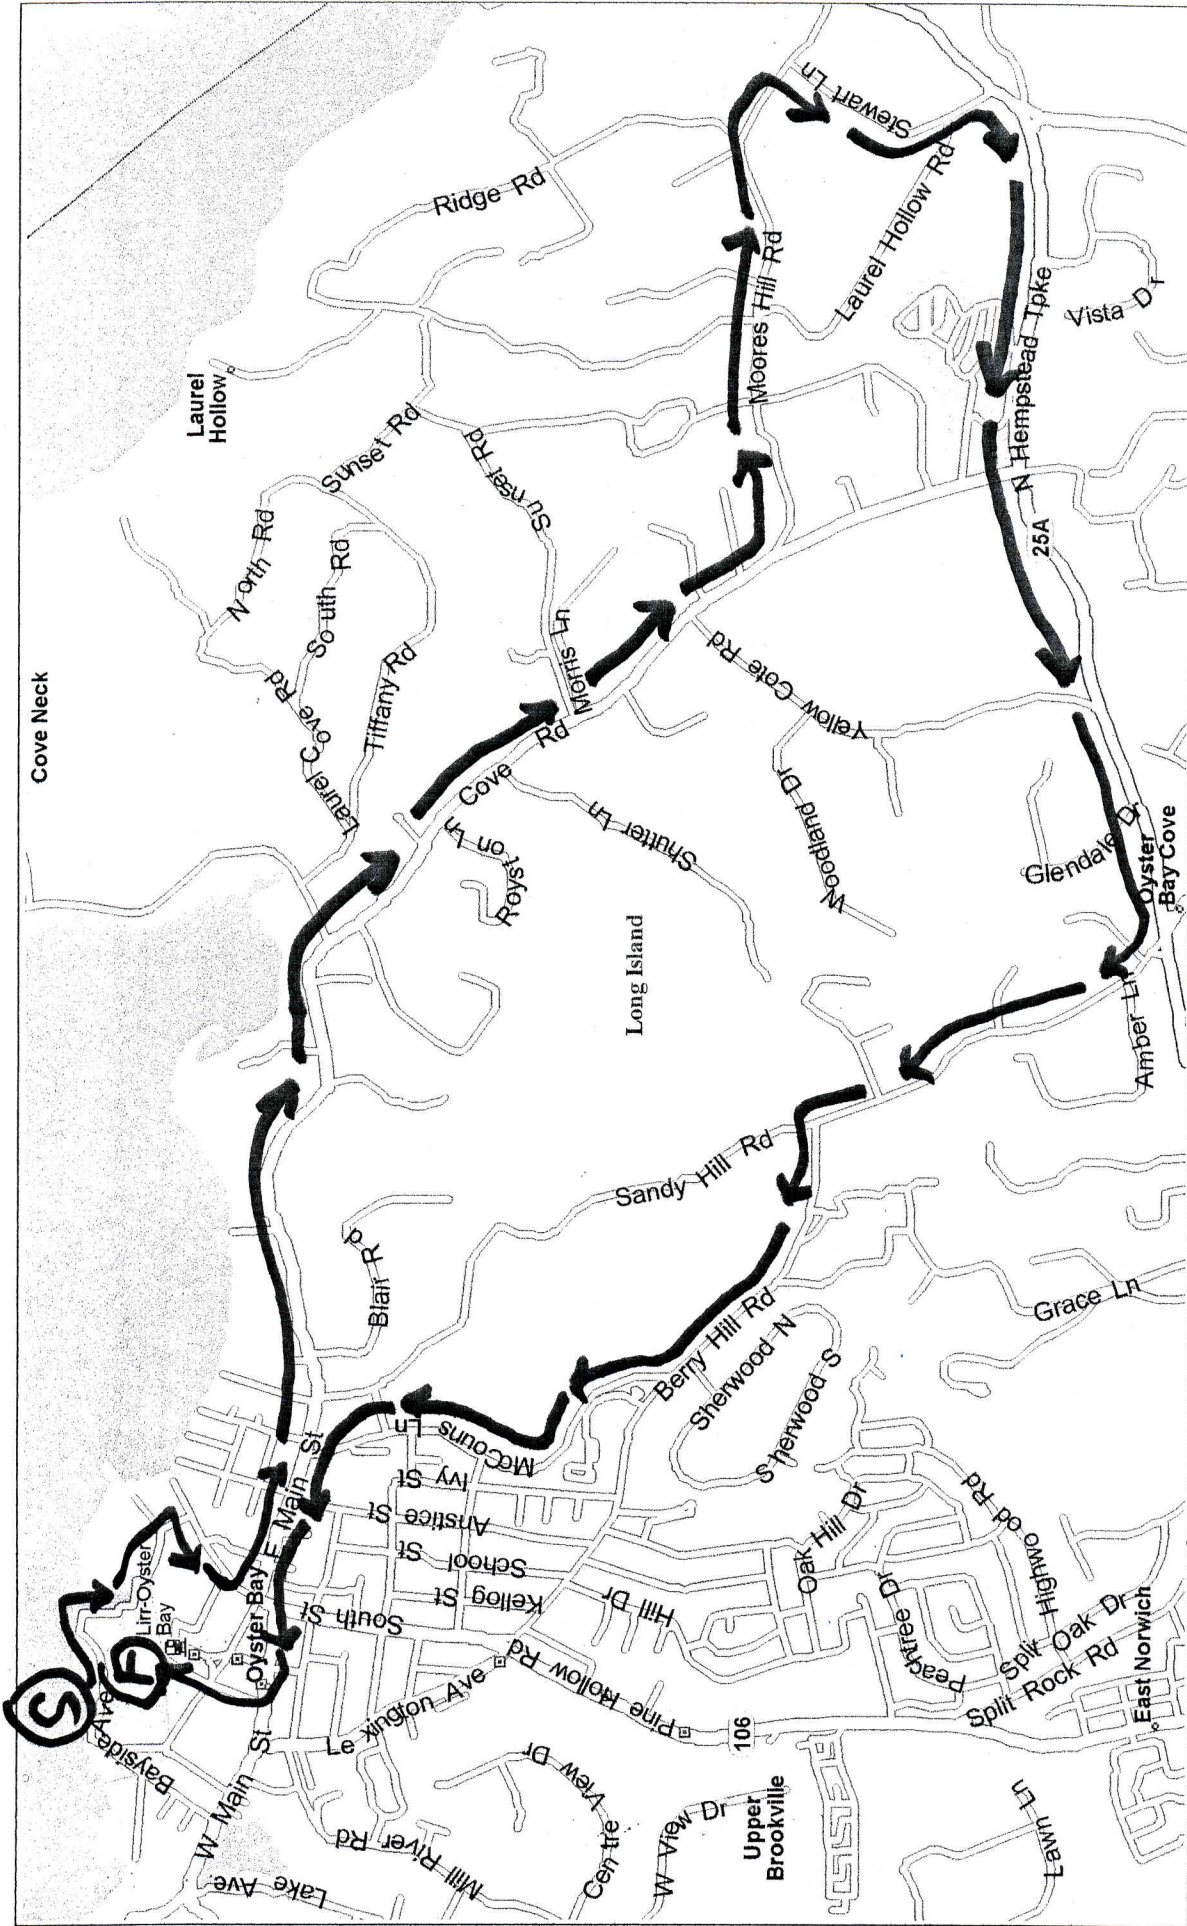 Cove Neck
Laurel
Hollow
Ridge Rd
Stewart Ln
Laurel Hollow Rd
Moores Hill Rd
N Hempstead Tpke
Vista Dr
25A
Sunset Rd
Sunset Rd
North Rd
South Rd
Laurel Cove Rd
Tiffany Rd
Morris Ln
Cove Rd
Yellow Cote Rd
Woodland Dr
Shutter Ln
Royston Ln
Glendale Dr
Oyster
Bay Cove
Long Island
Amber Ln
Sandy Hill Rd
Blair Rd
Berry Hill Rd
Grace Ln
Sherwood N
Sherwood S
McCouns Ln
Ivy St
Anstice St
School St
Kellog St
South St
E Main St
Oyster Bay
Lirr-Oyster
Bay
S
F
Bayside Ave
W Main St
Lexington Ave
Pine Hollow Rd
Hill Dr
Oak Hill Dr
Peachtree Dr
Highwood Rd
Split Oak Dr
Split Rock Rd
East Norwich
106
Mill River Rd
Lake Ave
Centre View Dr
W View Dr
Upper
Brookville
Lawn Ln